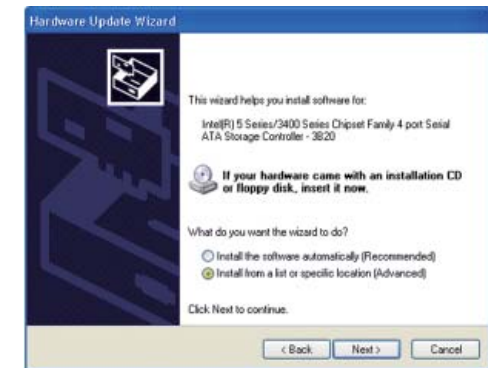 Hardware Update Wizard
This wizard helps you install software for:
Intel(R) 5 Series/3400 Series Chipset Family 4 port Serial
ATA Storage Controller - 3B20
If your hardware came with an installation CD
or floppy disk, insert it now.
What do you want the wizard to do?
Install the software automatically (Recommended)
Install from a list or specific location (Advanced)
Click Next to continue.
< Back Next > Cancel